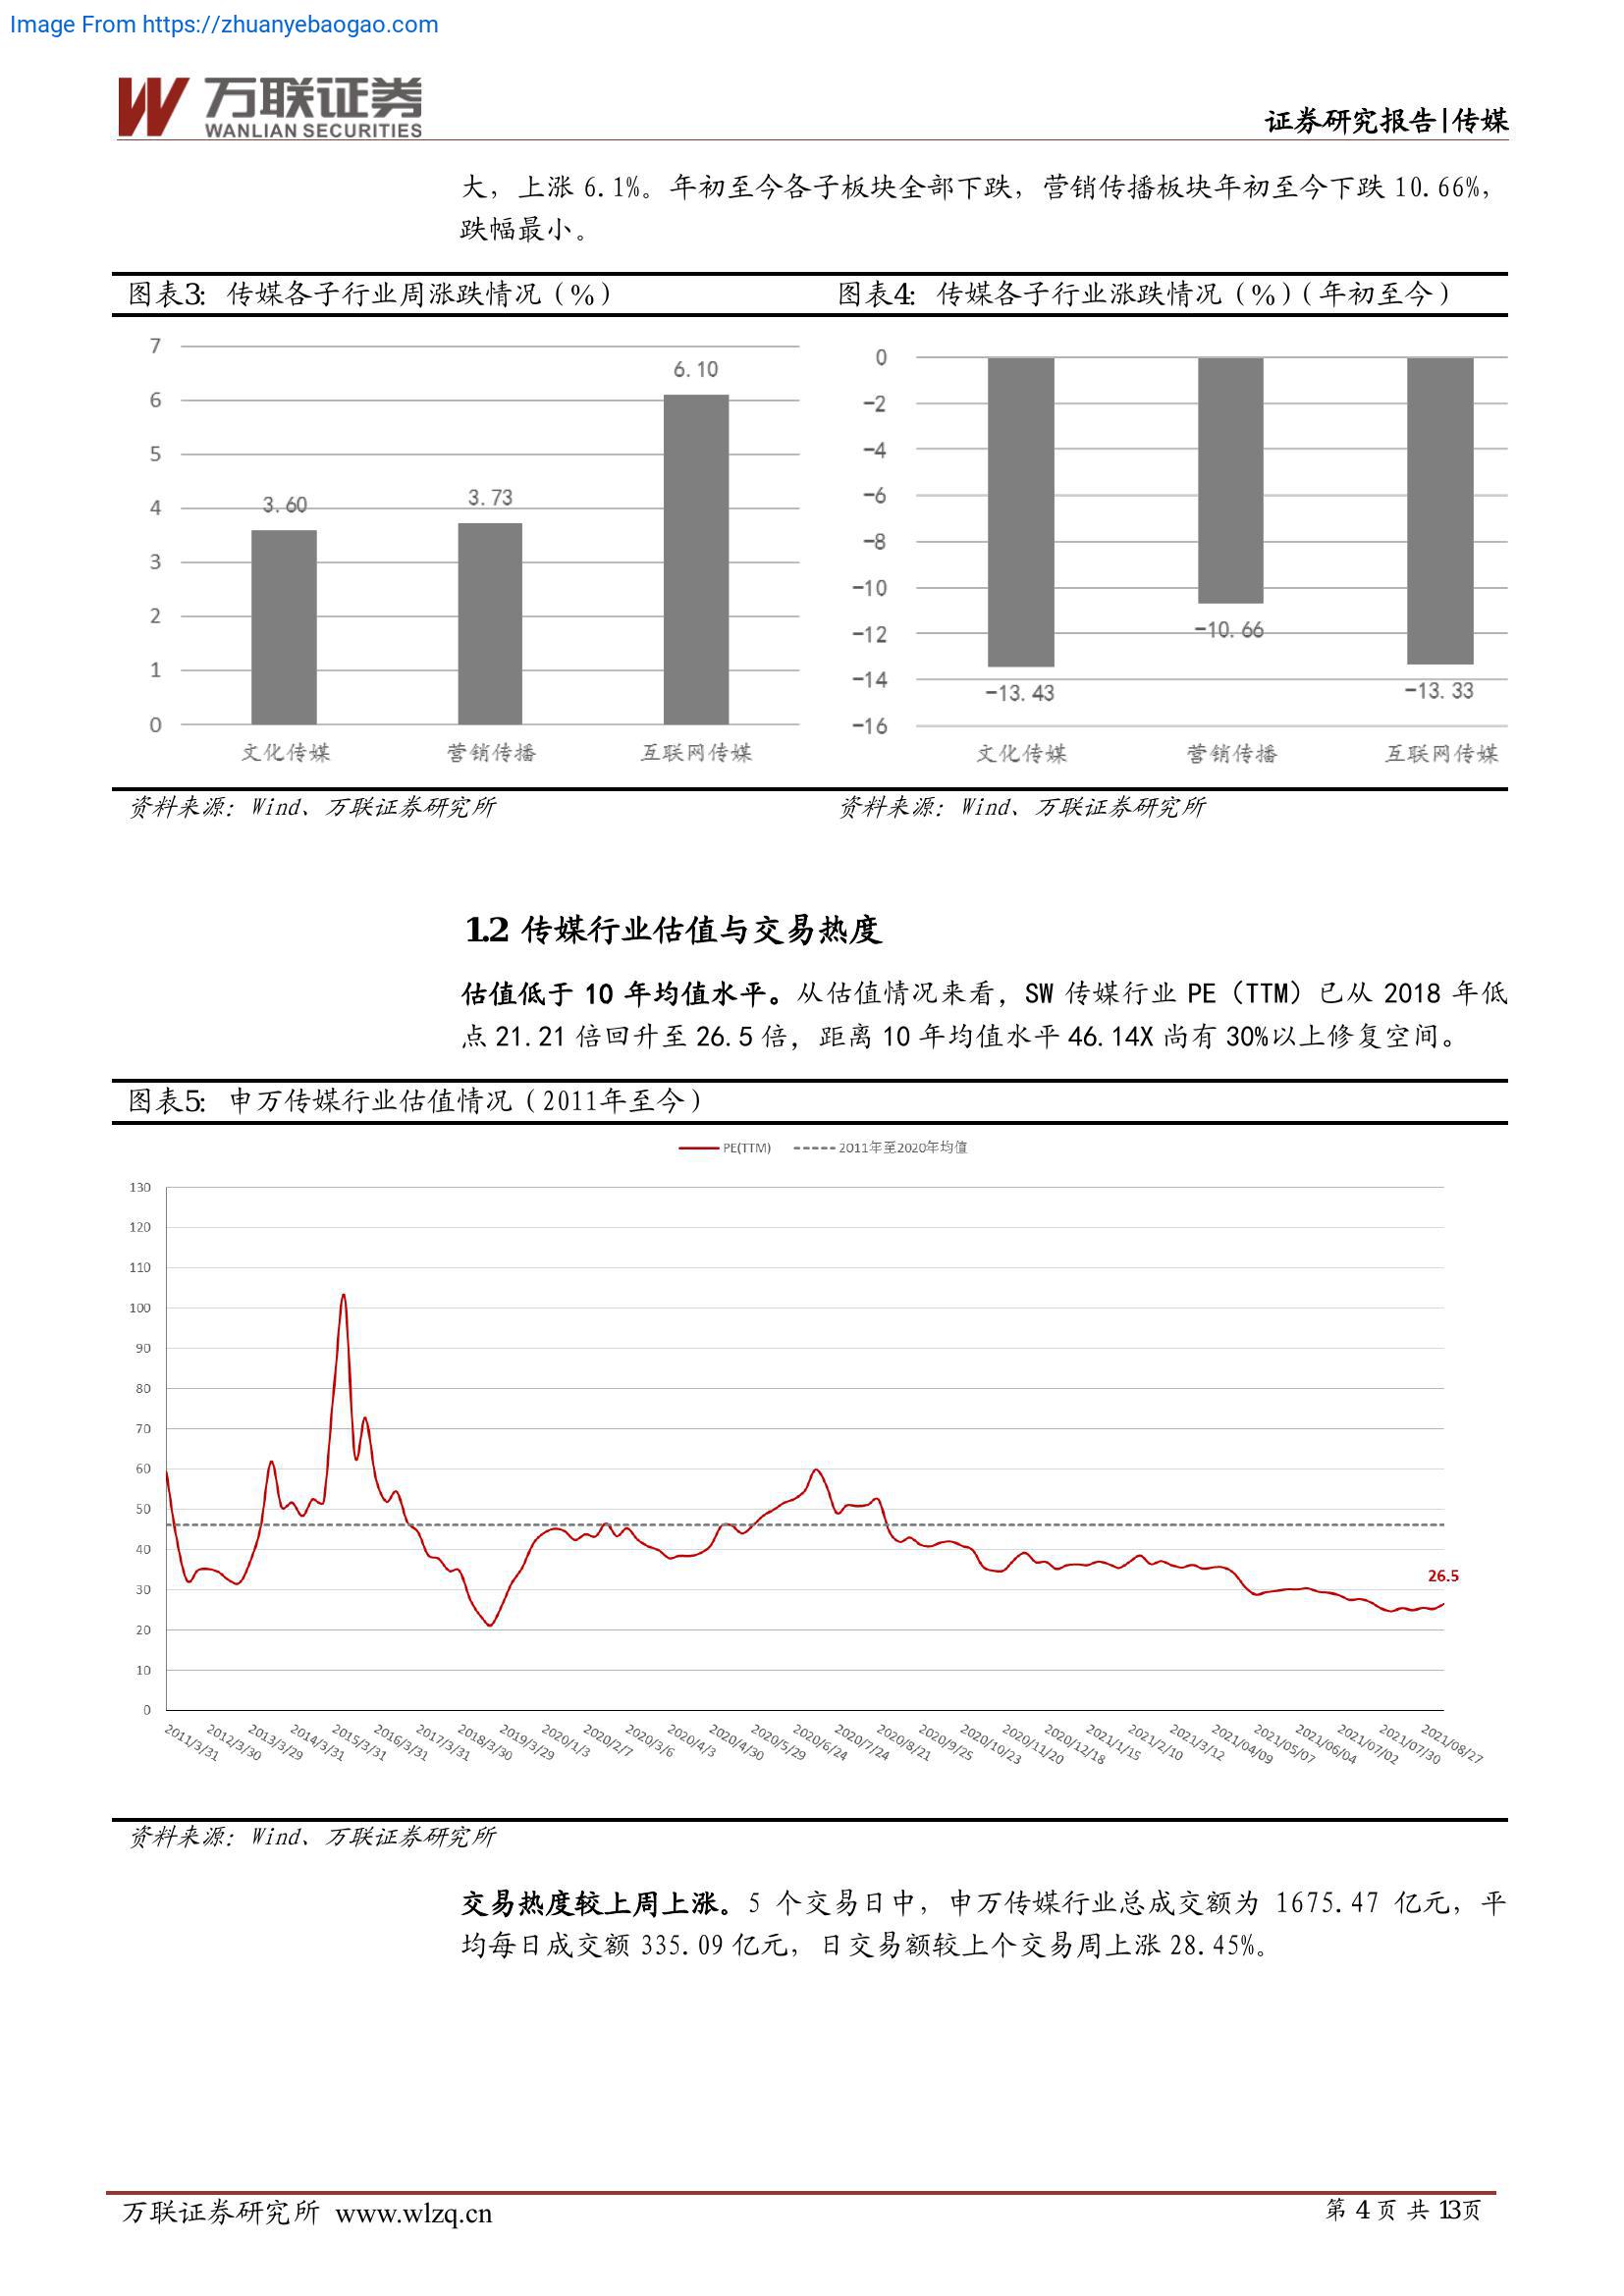 Image From https://zhuanyebaogao.com
万联证券
WANLIAN SECURITIES
证券研究报告|传媒
大，上涨 6.1%。年初至今各子板块全部下跌，营销传播板块年初至今下跌 10.66%，
跌幅最小。
图表3: 传媒各子行业周涨跌情况（%）
7
6
5
4
3
2
1
0
3.60
3.73
6.10
文化传媒
营销传播
互联网传媒
资料来源：Wind、万联证券研究所
图表4: 传媒各子行业涨跌情况（%）（年初至今）
0
-2
-4
-6
-8
-10
-12
-14
-16
-13.43
-10.66
-13.33
文化传媒
营销传播
互联网传媒
资料来源：Wind、万联证券研究所
1.2 传媒行业估值与交易热度
估值低于 10 年均值水平。从估值情况来看，SW 传媒行业 PE（TTM）已从 2018 年低
点 21.21 倍回升至 26.5 倍，距离 10 年均值水平 46.14X 尚有 30%以上修复空间。
图表5: 申万传媒行业估值情况（2011年至今）
PE(TTM)
2011年至2020年均值
130
120
110
100
90
80
70
60
50
40
30
20
10
0
26.5
2011/3/31
2012/3/30
2013/3/29
2014/3/31
2015/3/31
2016/3/31
2017/3/31
2018/3/30
2019/3/29
2020/1/3
2020/2/7
2020/3/6
2020/4/3
2020/4/30
2020/5/29
2020/6/24
2020/7/24
2020/8/21
2020/9/25
2020/10/23
2020/11/20
2020/12/18
2021/1/15
2021/2/10
2021/3/12
2021/04/09
2021/05/07
2021/06/04
2021/07/02
2021/07/30
2021/08/27
资料来源：Wind、万联证券研究所
交易热度较上周上涨。5 个交易日中，申万传媒行业总成交额为 1675.47 亿元，平
均每日成交额 335.09 亿元，日交易额较上个交易周上涨 28.45%。
万联证券研究所 www.wlzq.cn
第 4 页 共 13页